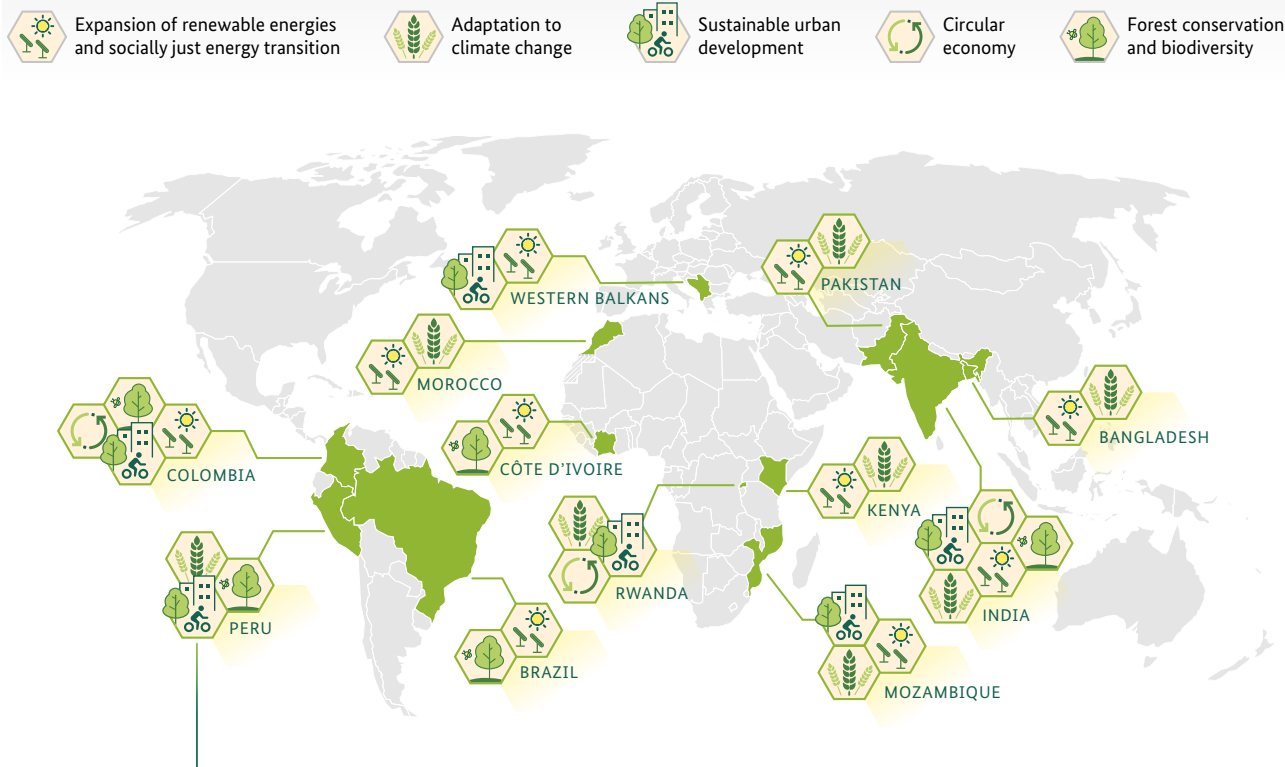 Expansion of renewable energies
and socially just energy transition
Adaptation to
climate change
Sustainable urban
development
Circular
economy
Forest conservation
and biodiversity
PAKISTAN
WESTERN BALKANS
MOROCCO
BANGLADESH
COLOMBIA
CÔTE D’IVOIRE
KENYA
RWANDA
INDIA
PERU
BRAZIL
MOZAMBIQUE